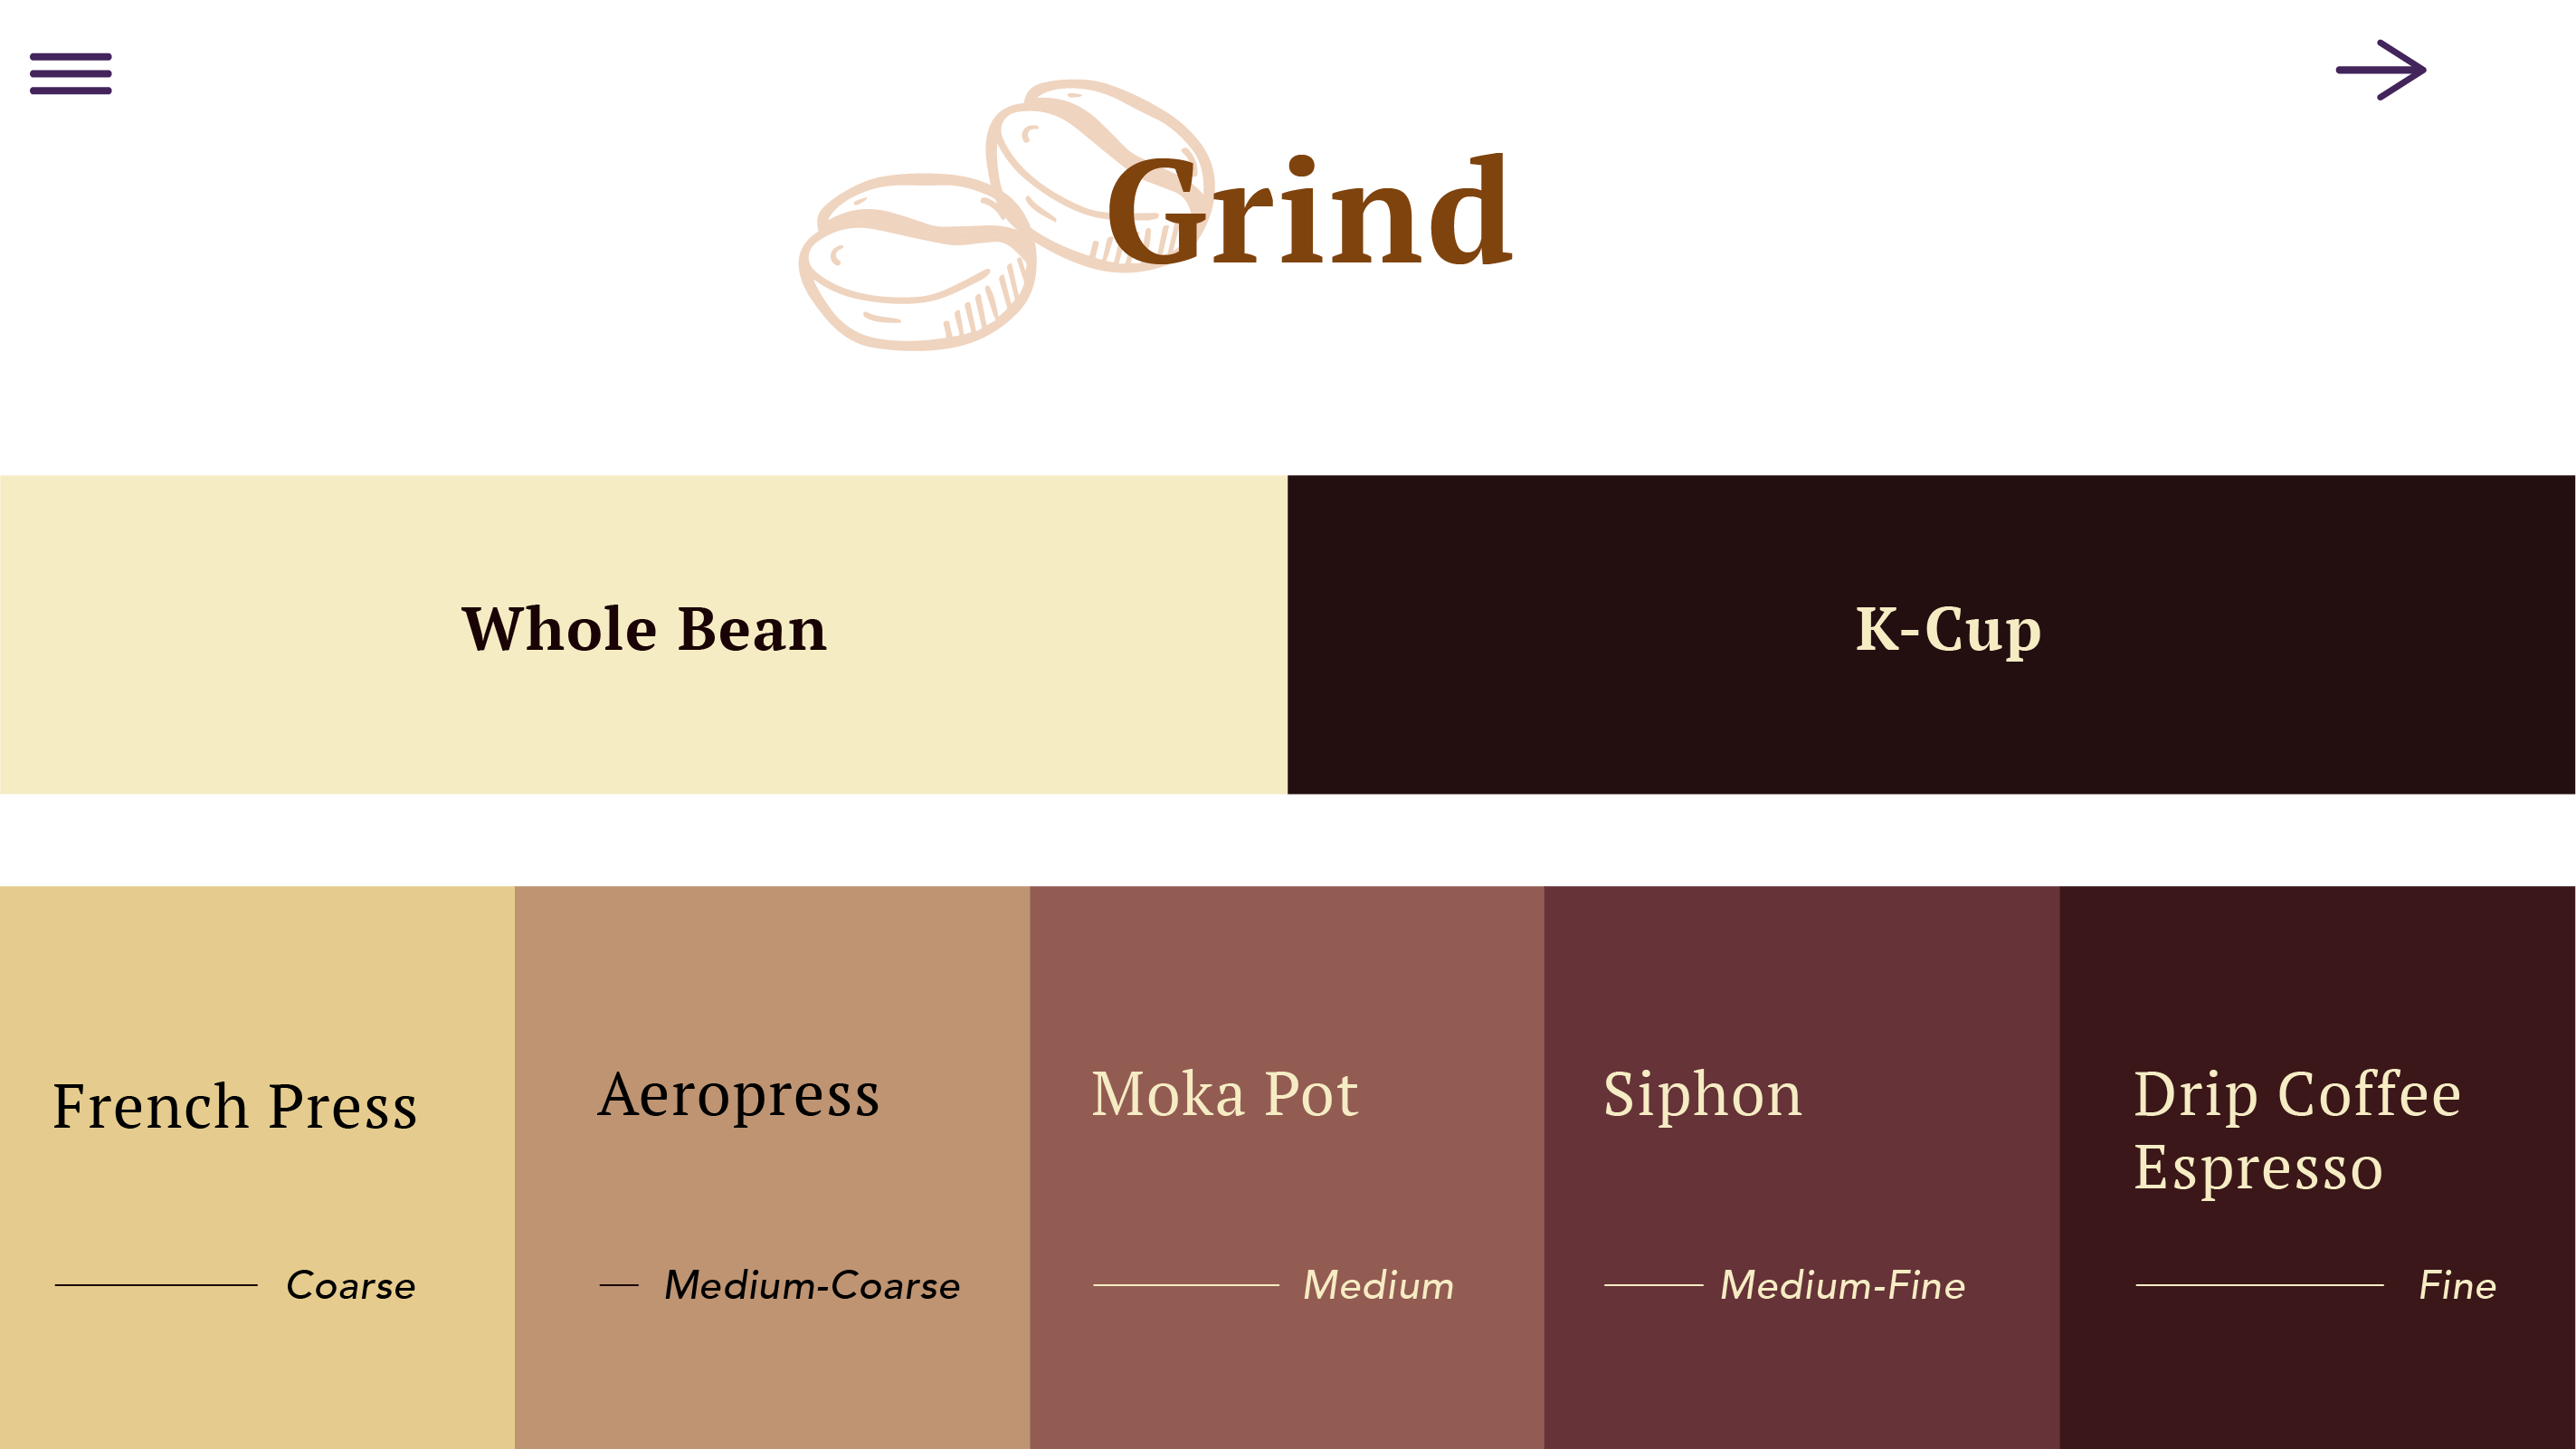 Grind
Whole Bean
K-Cup
French Press
Coarse
Aeropress
Medium-Coarse
Moka Pot
Medium
Siphon
Medium-Fine
Drip Coffee
Espresso
Fine